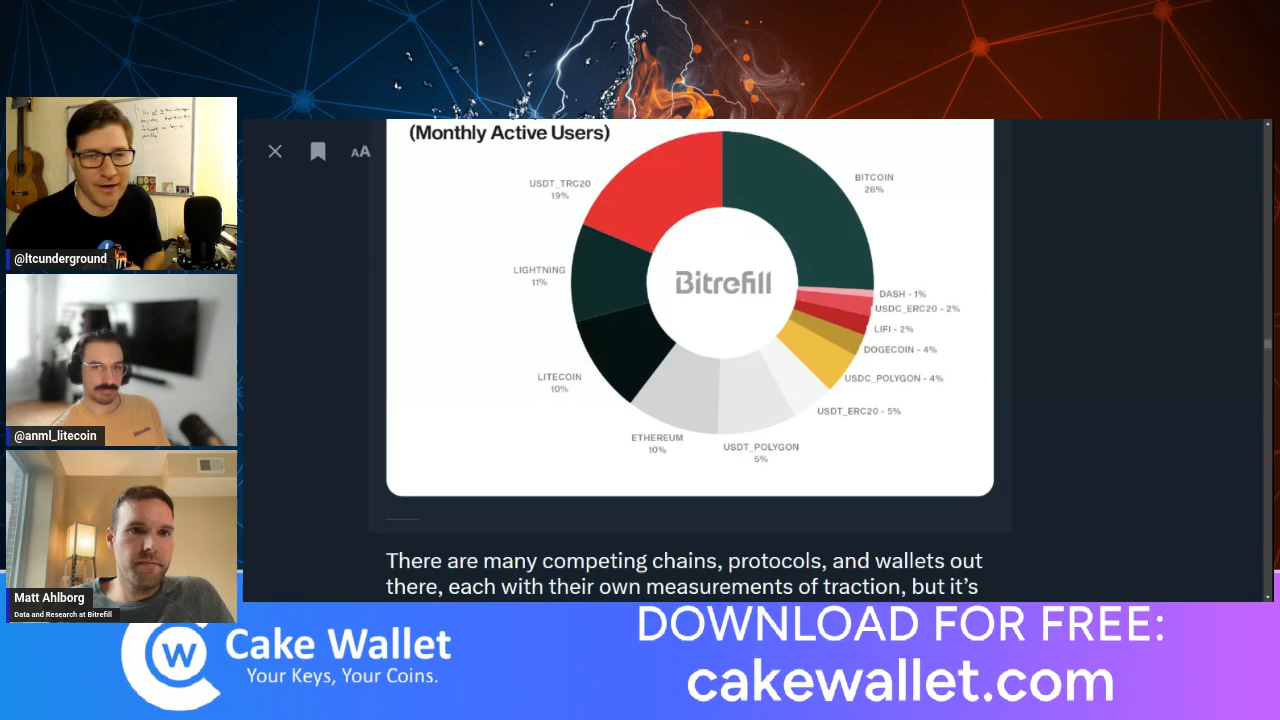 (Monthly Active Users)
AA
USDT_TRC20
19%
BITCOIN
26%
LIGHTNING
11%
Bitrefill
DASH - 1%
USDC_ERC20 - 2%
LIFI - 2%
DOGECOIN - 4%
LITECOIN
10%
USDC_POLYGON - 4%
USDT_ERC20 - 5%
ETHEREUM
10%
USDT_POLYGON
5%
There are many competing chains, protocols, and wallets out
there, each with their own measurements of traction, but it's
@ltcunderground
@anml_litecoin
Matt Ahlborg
Data and Research at Bitrefill
W
Cake Wallet
Your Keys, Your Coins.
DOWNLOAD FOR FREE:
cakewallet.com